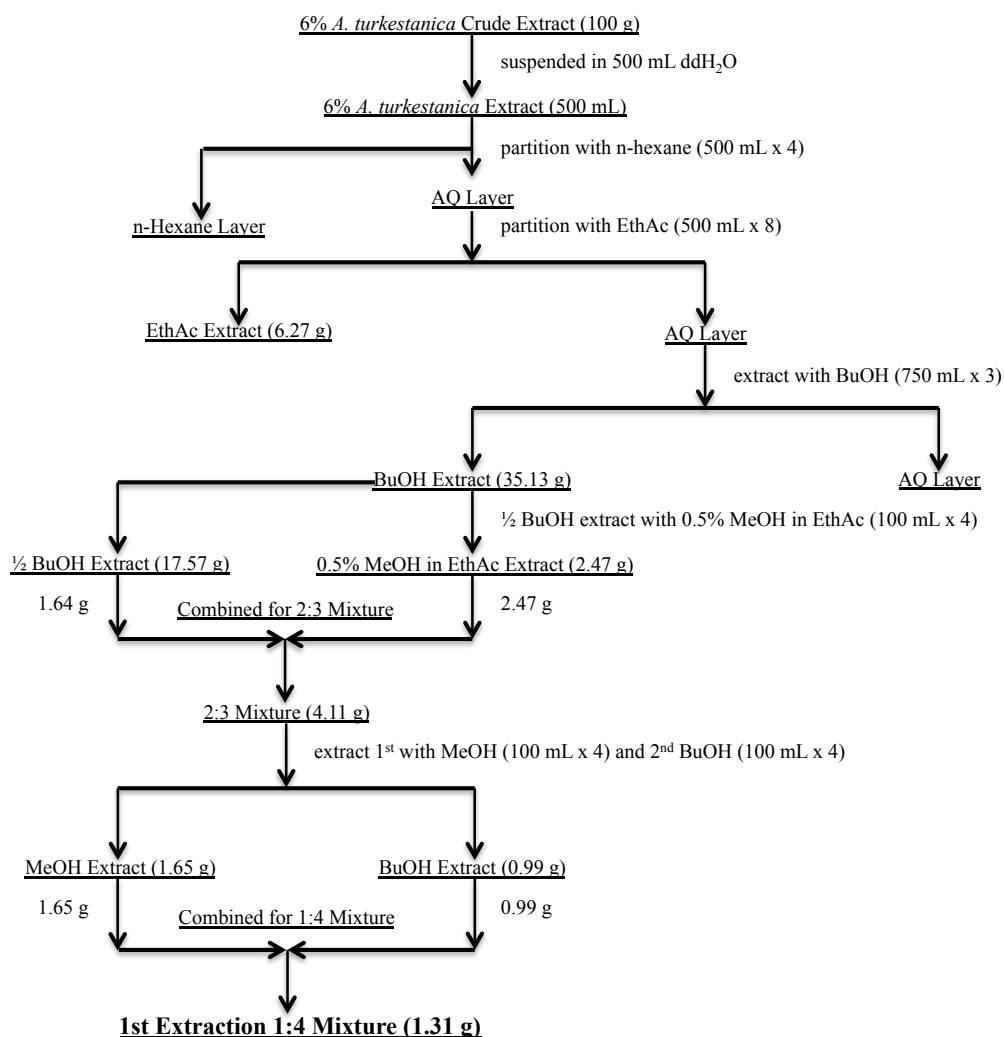 6% A. turkestanica Crude Extract (100 g)
suspended in 500 mL ddH₂O
6% A. turkestanica Extract (500 mL)
partition with n-hexane (500 mL x 4)
AQ Layer
n-Hexane Layer
partition with EthAc (500 mL x 8)
EthAc Extract (6.27 g)
AQ Layer
extract with BuOH (750 mL x 3)
BuOH Extract (35.13 g)
AQ Layer
½ BuOH extract with 0.5% MeOH in EthAc (100 mL x 4)
½ BuOH Extract (17.57 g)
0.5% MeOH in EthAc Extract (2.47 g)
1.64 g
Combined for 2:3 Mixture
2.47 g
2:3 Mixture (4.11 g)
extract 1st with MeOH (100 mL x 4) and 2nd BuOH (100 mL x 4)
MeOH Extract (1.65 g)
BuOH Extract (0.99 g)
1.65 g
Combined for 1:4 Mixture
0.99 g
1st Extraction 1:4 Mixture (1.31 g)